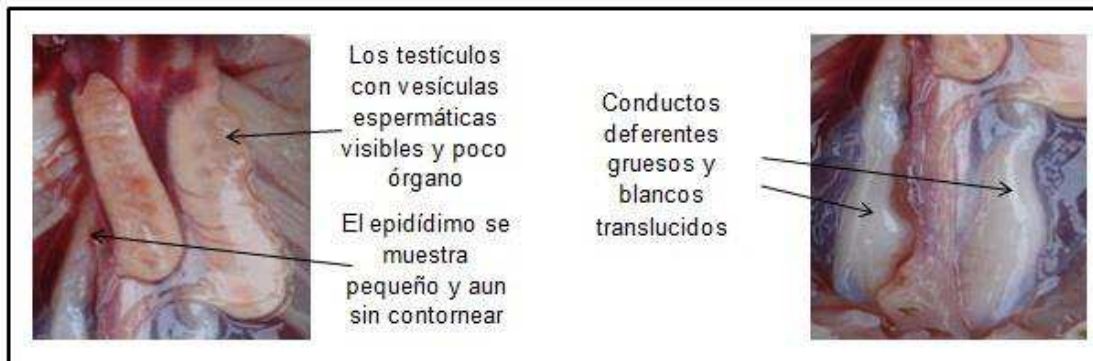 Los testículos
con vesículas
espermáticas
visibles y poco
órgano
El epidídimo se
muestra
pequeño y aun
sin contornear
Conductos
deferentes
gruesos y
blancos
translucidos